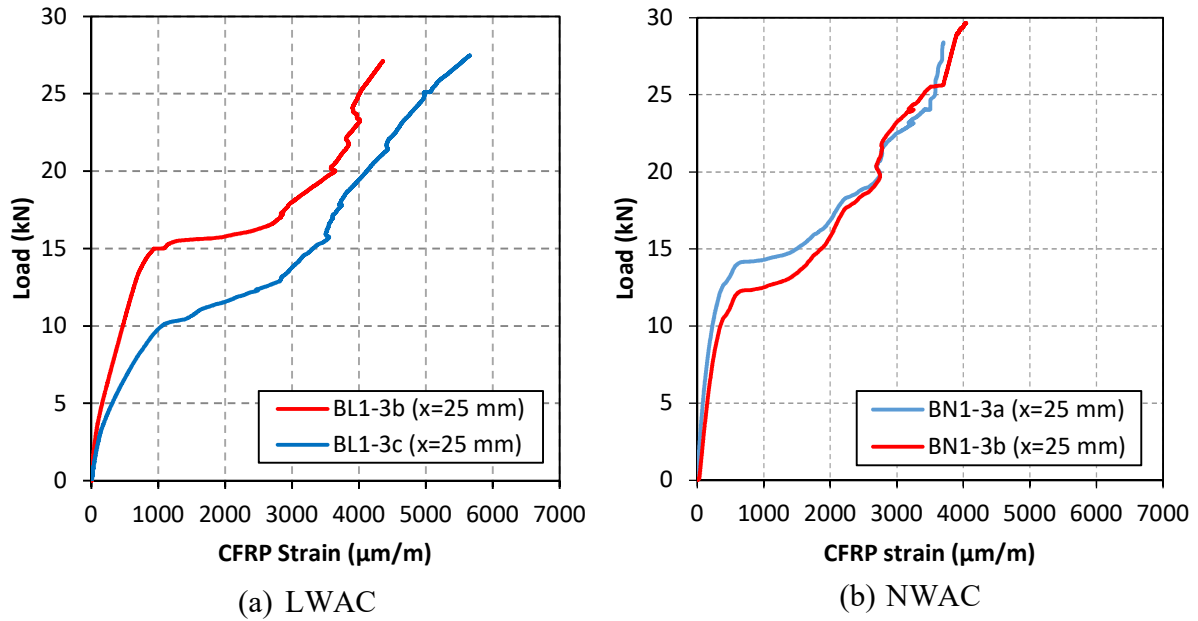 30
25
20
15
10
5
0
Load (kN)
0 1000 2000 3000 4000 5000 6000 7000
CFRP Strain (µm/m)
BL1-3b (x=25 mm)
BL1-3c (x=25 mm)
(a) LWAC
30
25
20
15
10
5
0
Load (kN)
0 1000 2000 3000 4000 5000 6000 7000
CFRP strain (µm/m)
BN1-3a (x=25 mm)
BN1-3b (x=25 mm)
(b) NWAC